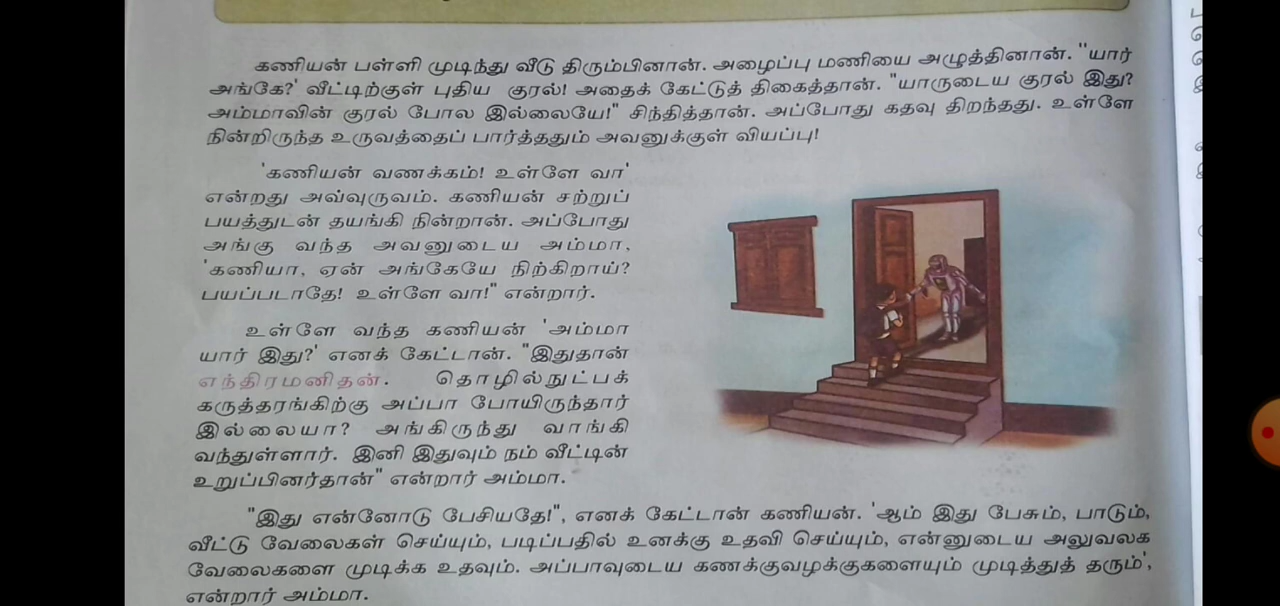 கணியன் பள்ளி முடிந்து வீடு திரும்பினான். அழைப்பு மணியை அழுத்தினான். "யார்
அங்கே?' வீட்டிற்குள் புதிய குரல்! அதைக் கேட்டுத் திகைத்தான். "யாருடைய குரல் இது?
அம்மாவின் குரல் போல இல்லையே!" சிந்தித்தான். அப்போது கதவு திறந்தது. உள்ளே
நின்றிருந்த உருவத்தைப் பார்த்ததும் அவனுக்குள் வியப்பு!
'கணியன் வணக்கம்! உள்ளே வா'
என்றது அவ்வுருவம். கணியன் சற்றுப்
பயத்துடன் தயங்கி நின்றான். அப்போது
அங்கு வந்த அவனுடைய அம்மா,
'கணியா, ஏன் அங்கேயே நிற்கிறாய்?
பயப்படாதே! உள்ளே வா!" என்றார்.
உள்ளே வந்த கணியன் 'அம்மா
யார் இது?' எனக் கேட்டான். "இதுதான்
எந்திரமனிதன். தொழில்நுட்பக்
கருத்தரங்கிற்கு அப்பா போயிருந்தார்
இல்லையா? அங்கிருந்து வாங்கி
வந்துள்ளார். இனி இதுவும் நம் வீட்டின்
உறுப்பினர்தான்" என்றார் அம்மா.
"இது என்னோடு பேசியதே!", எனக் கேட்டான் கணியன். 'ஆம் இது பேசும், பாடும்,
வீட்டு வேலைகள் செய்யும், படிப்பதில் உனக்கு உதவி செய்யும், என்னுடைய அலுவலக
வேலைகளை முடிக்க உதவும். அப்பாவுடைய கணக்குவழக்குகளையும் முடித்துத் தரும்',
என்றார் அம்மா.